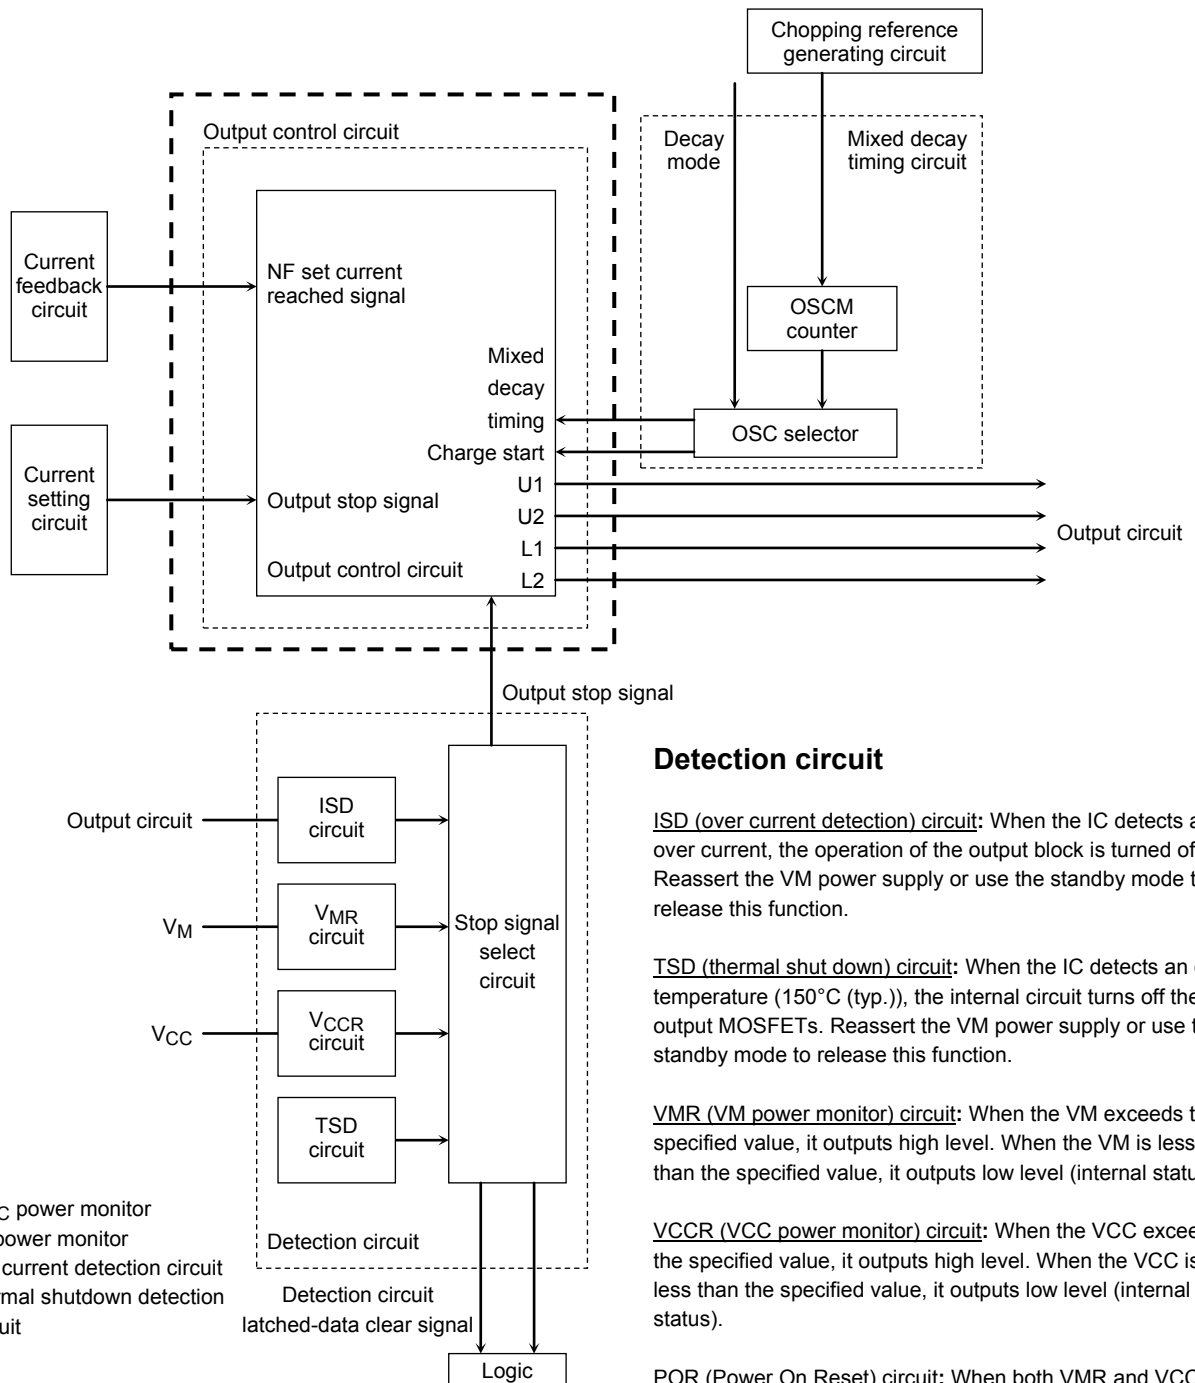 Chopping reference
generating circuit
Output control circuit
Decay
mode
Mixed decay
timing circuit
Current
feedback
circuit
NF set current
reached signal
OSCM
counter
Mixed
decay
timing
Charge start
OSC selector
Current
setting
circuit
Output stop signal
U1
U2
L1
L2
Output circuit
Output control circuit
Output stop signal
Output circuit
ISD
circuit
VM
VMR
circuit
Stop signal
select
circuit
VCC
VCCR
circuit
TSD
circuit
Detection circuit
power monitor
power monitor
current detection circuit
shutdown detection
Detection circuit
latched-data clear signal
Logic
Detection circuit
ISD (over current detection) circuit: When the IC detects
over current, the operation of the output block is turned
Reassert the VM power supply or use the standby mode
release this function.
TSD (thermal shut down) circuit: When the IC detects an
temperature (150°C (typ.)), the internal circuit turns off the
output MOSFETs. Reassert the VM power supply or use
standby mode to release this function.
VMR (VM power monitor) circuit: When the VM exceeds
specified value, it outputs high level. When the VM is less
than the specified value, it outputs low level (internal
VCCR (VCC power monitor) circuit: When the VCC
the specified value, it outputs high level. When the VCC is
less than the specified value, it outputs low level (internal
status).
POR (Power On Reset) circuit: When both VMR and